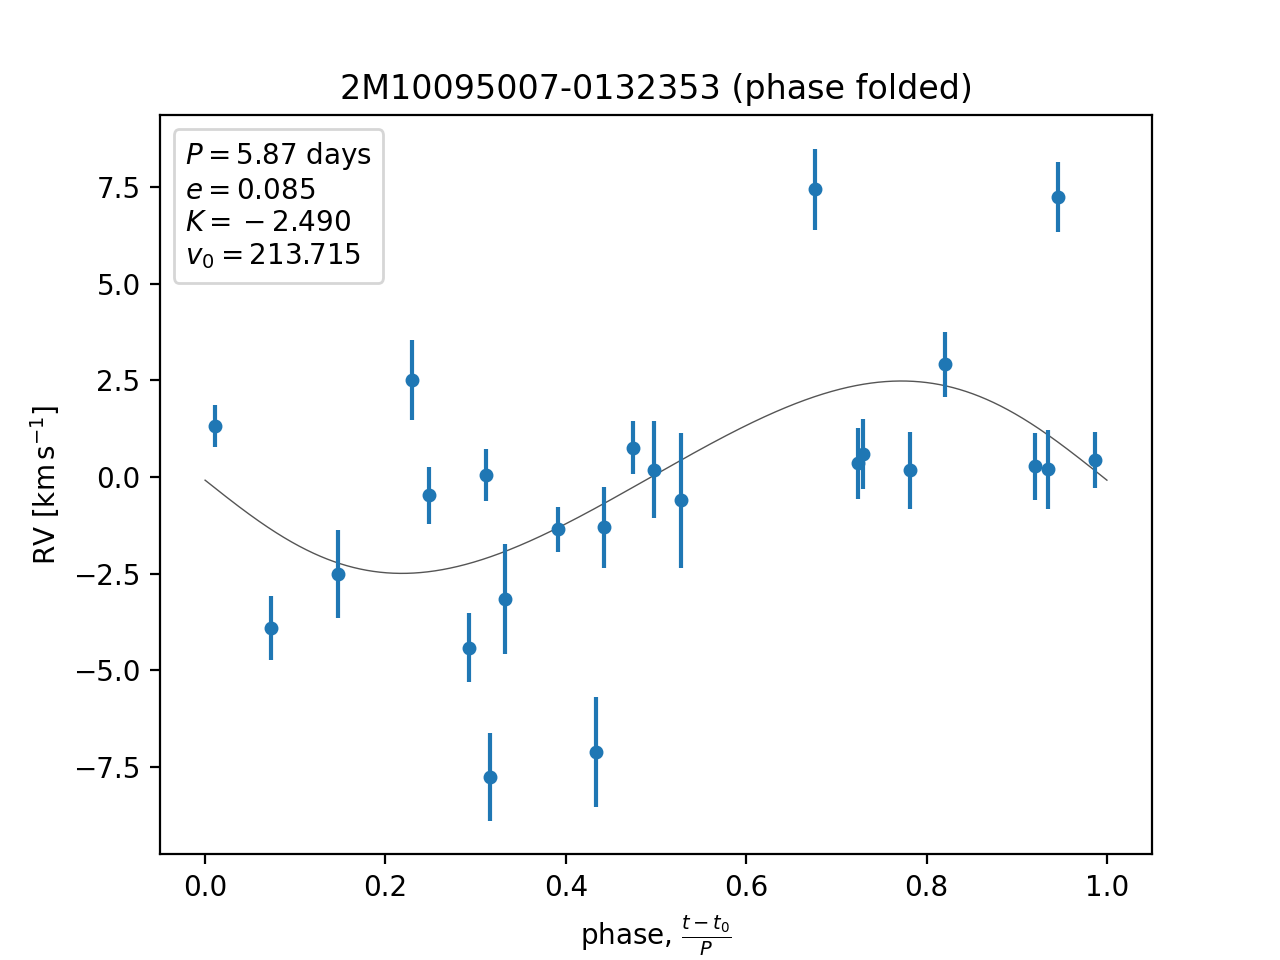 2M10095007-0132353 (phase folded)
P = 5.87 days
e = 0.085
K = −2.490
v₀ = 213.715
7.5
5.0
2.5
0.0
−2.5
−5.0
−7.5
RV [km s⁻¹]
0.0 0.2 0.4 0.6 0.8 1.0
phase, (t − t₀)/P